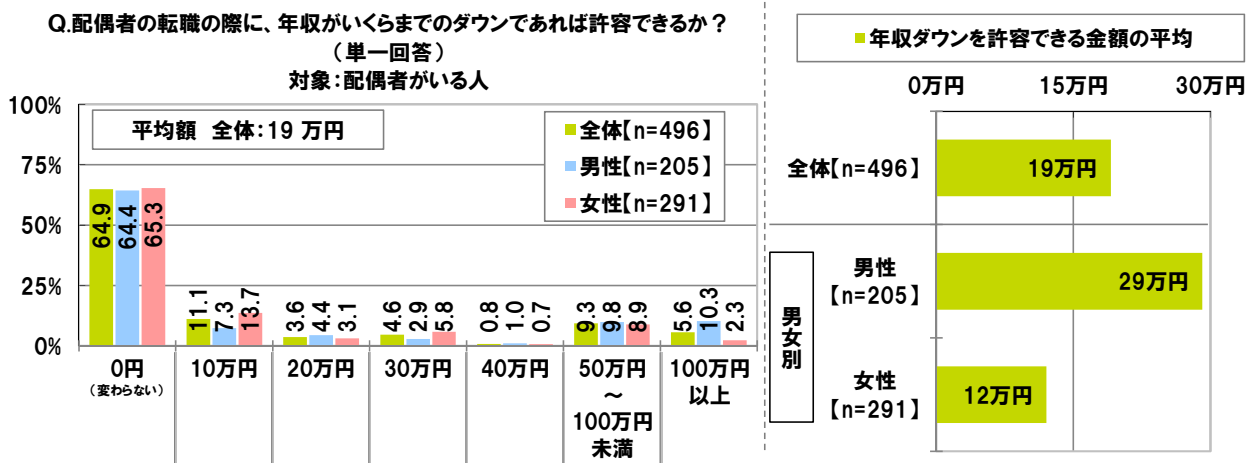 Q.配偶者の転職の際に、年収がいくらまでのダウンであれば許容できるか？
（単一回答）
対象：配偶者がいる人
100%
75%
50%
25%
0%
平均額 全体：19 万円
全体【n=496】
男性【n=205】
女性【n=291】
64.9
64.4
65.3
11.1
7.3
13.7
3.6
4.4
3.1
4.6
2.9
5.8
0.8
1.0
0.7
9.3
9.8
8.9
5.6
10.3
2.3
0円
（変わらない）
10万円
20万円
30万円
40万円
50万円
～
100万円
未満
100万円
以上
年収ダウンを許容できる金額の平均
0万円
15万円
30万円
全体【n=496】
19万円
男女別
男性
【n=205】
29万円
女性
【n=291】
12万円